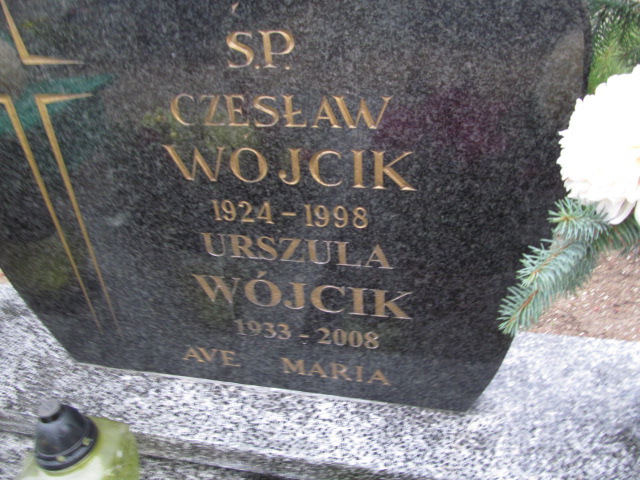 Ś.P.
CZESŁAW
WOJCIK
1924-1998
URSZULA
WÓJCIK
1933-2008
AVE MARIA